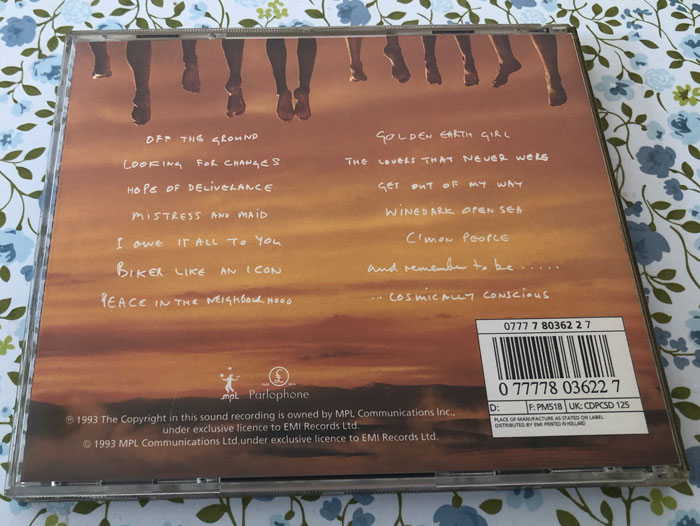 OFF THE GROUND
LOOKING FOR CHANGES
HOPE OF DELIVERANCE
MISTRESS AND MAID
I OWE IT ALL TO YOU
BIKER LIKE AN ICON
PEACE IN THE NEIGHBOURHOOD
GOLDEN EARTH GIRL
THE LOVERS THAT NEVER WERE
GET OUT OF MY WAY
WINEDARK OPEN SEA
C'MON PEOPLE
and remember to be .....
... COSMICALLY CONSCIOUS
mpl
£
Parlophone
℗ 1993 The Copyright in this sound recording is owned by MPL Communications Inc.,
under exclusive licence to EMI Records Ltd.
© 1993 MPL Communications Ltd.under exclusive licence to EMI Records Ltd.
0777 7 80362 2 7
0 77778 03622 7
D: F: PM518 UK: CDPCSD 125
PLACE OF MANUFACTURE AS STATED ON LABEL
DISTRIBUTED BY EMI PRINTED IN HOLLAND